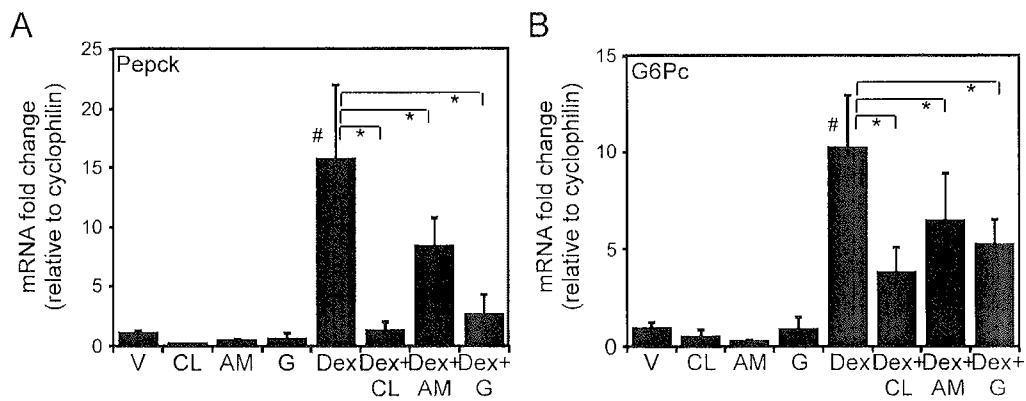 A
Pepck
mRNA fold change
(relative to cyclophilin)
25
20
15
10
5
0
#
*
*
*
V CL AM G Dex Dex+ Dex+ Dex+
CL AM G
B
G6Pc
mRNA fold change
(relative to cyclophilin)
15
10
5
0
#
*
*
*
V CL AM G Dex Dex+ Dex+ Dex+
CL AM G